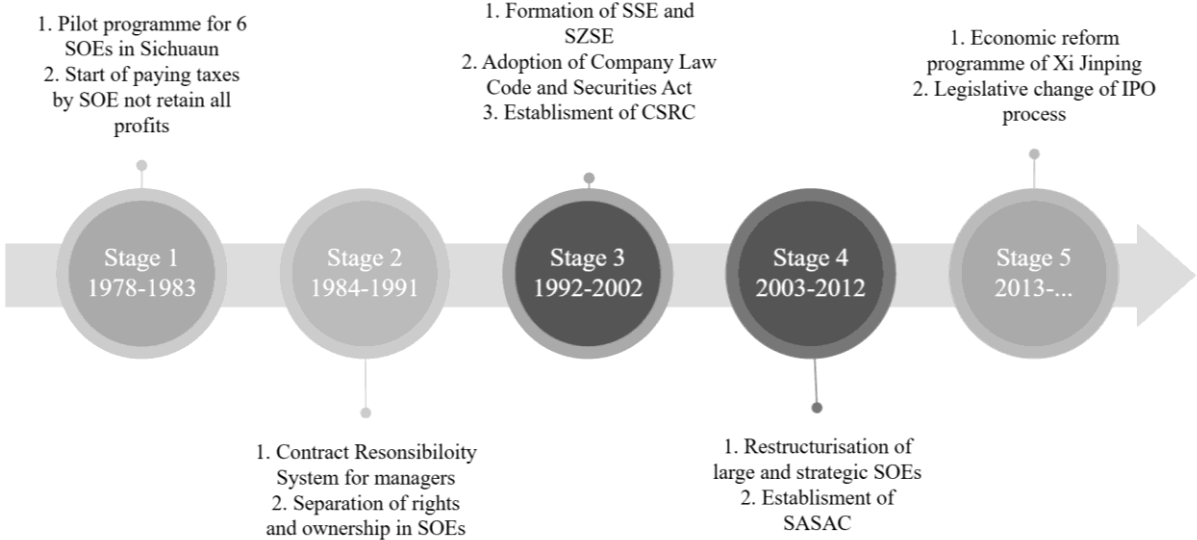 1. Pilot programme for 6
SOEs in Sichuaun
2. Start of paying taxes
by SOE not retain all
profits
1. Formation of SSE and
SZSE
2. Adoption of Company Law
Code and Securities Act
3. Establisment of CSRC
1. Economic reform
programme of Xi Jinping
2. Legislative change of IPO
process
Stage 1
1978-1983
Stage 2
1984-1991
Stage 3
1992-2002
Stage 4
2003-2012
Stage 5
2013-...
1. Contract Resonsibiloity
System for managers
2. Separation of rights
and ownership in SOEs
1. Restructurisation of
large and strategic SOEs
2. Establisment of
SASAC